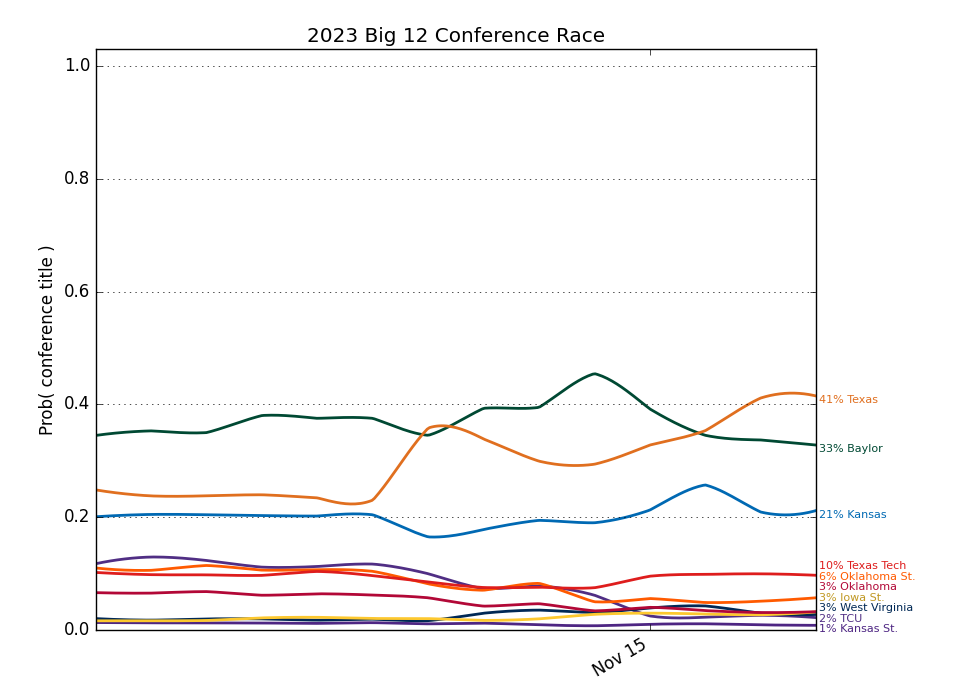 2023 Big 12 Conference Race
Prob( conference title )
1.0
0.8
0.6
0.4
0.2
0.0
Nov 15
41% Texas
33% Baylor
21% Kansas
10% Texas Tech
6% Oklahoma St.
3% Oklahoma
3% Iowa St.
3% West Virginia
2% TCU
1% Kansas St.